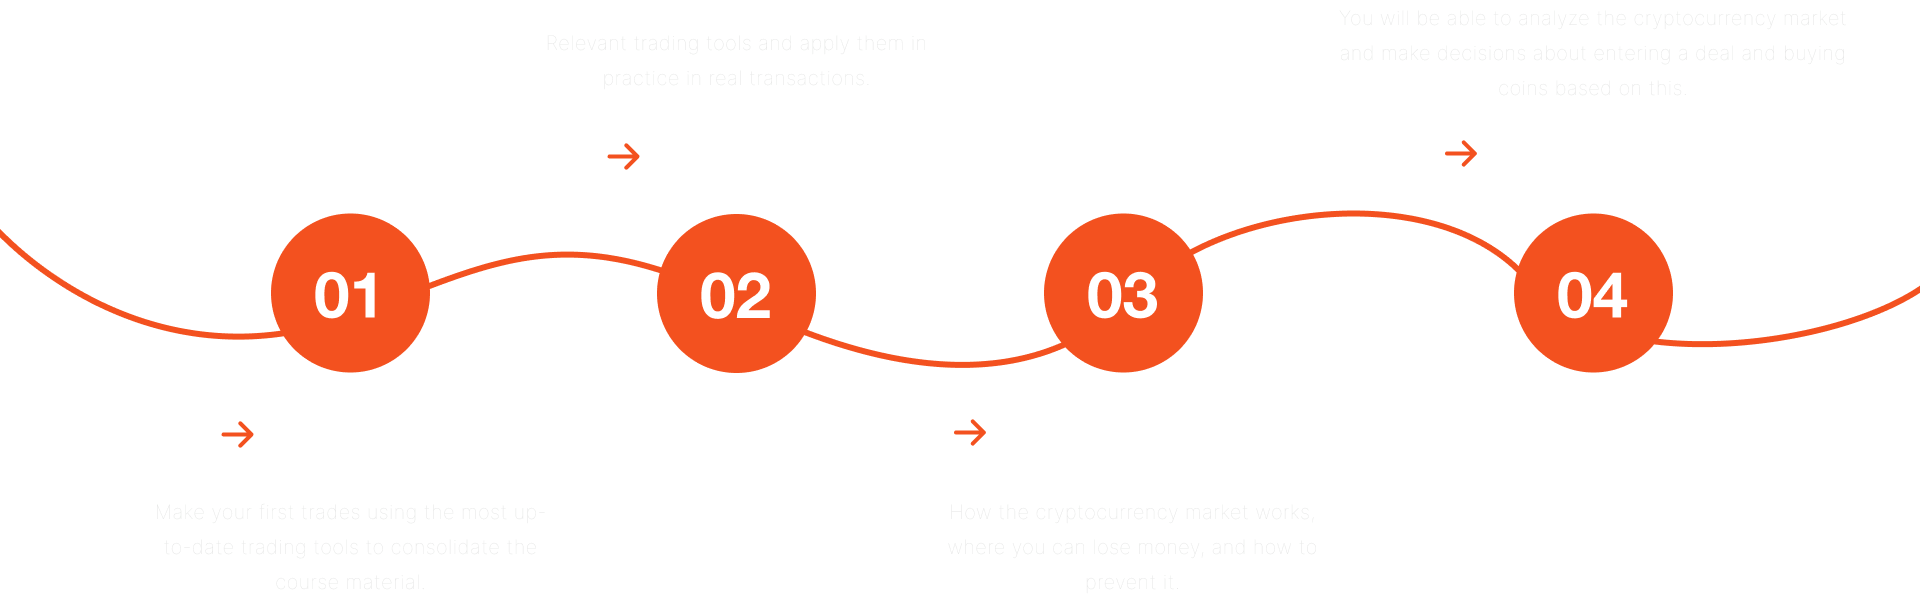 You will be able to analyze the cryptocurrency market
and make decisions about entering a deal and buying
coins based on this.
Relevant trading tools and apply them in
practice in real transactions.
01
02
03
04
Make your first trades using the most up-
to-date trading tools to consolidate the
course material.
How the cryptocurrency market works,
where you can lose money, and how to
prevent it.